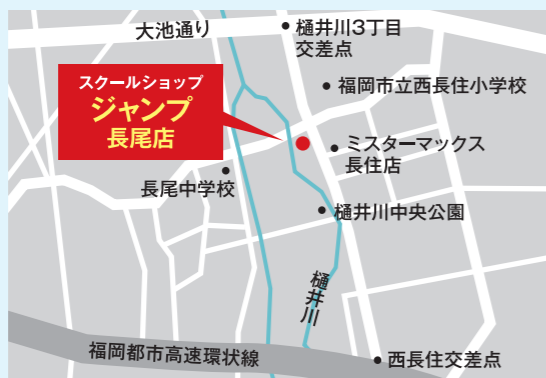 大池通り
樋井川3丁目
交差点
スクールショップ
ジャンプ
長尾店
福岡市立西長住小学校
ミスターマックス
長住店
長尾中学校
樋井川中央公園
樋井川
福岡都市高速環状線
西長住交差点